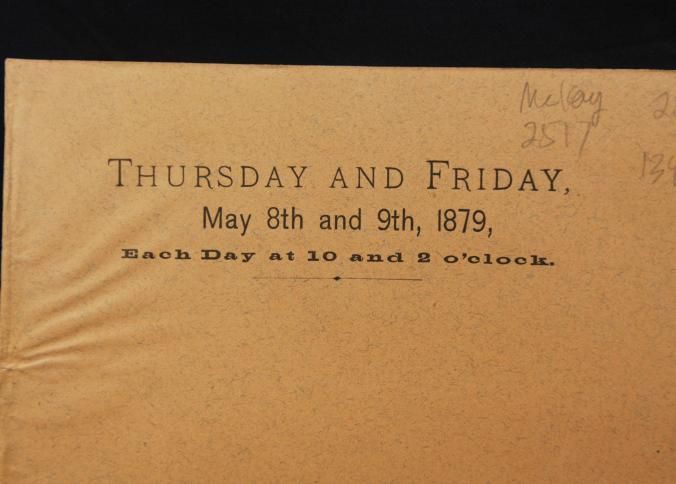 McKay
2517
THURSDAY AND FRIDAY,
May 8th and 9th, 1879,
Each Day at 10 and 2 o'clock.